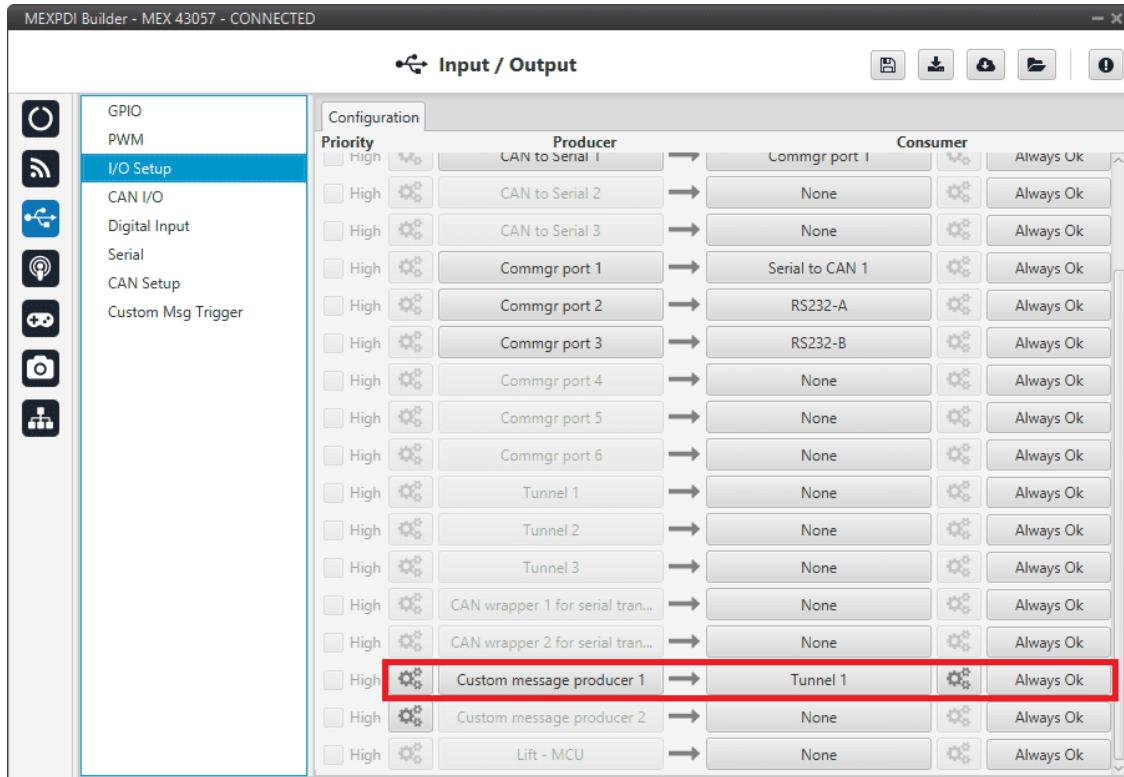 MEXPDI Builder - MEX 43057 - CONNECTED
Input / Output
GPIO
PWM
I/O Setup
CAN I/O
Digital Input
Serial
CAN Setup
Custom Msg Trigger
Configuration
Priority Producer Consumer
High CAN to Serial 1 Commgr port 1 Always Ok
High CAN to Serial 2 None Always Ok
High CAN to Serial 3 None Always Ok
High Commgr port 1 Serial to CAN 1 Always Ok
High Commgr port 2 RS232-A Always Ok
High Commgr port 3 RS232-B Always Ok
High Commgr port 4 None Always Ok
High Commgr port 5 None Always Ok
High Commgr port 6 None Always Ok
High Tunnel 1 None Always Ok
High Tunnel 2 None Always Ok
High Tunnel 3 None Always Ok
High CAN wrapper 1 for serial tran... None Always Ok
High CAN wrapper 2 for serial tran... None Always Ok
High Custom message producer 1 Tunnel 1 Always Ok
High Custom message producer 2 None Always Ok
High Lift - MCU None Always Ok